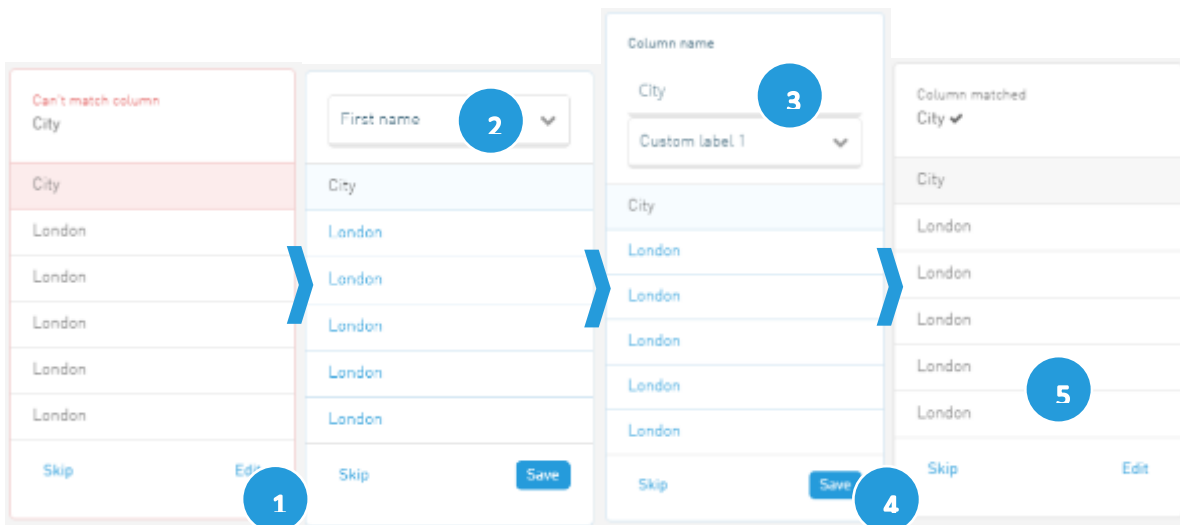 Can't match column
City
City
London
London
London
London
London
Skip
Edit
1
First name
2
City
London
London
London
London
London
Skip
Save
Column name
City
3
Custom label 1
City
London
London
London
London
London
Skip
Save
4
Column matched
City ✔
City
London
London
London
London
London
5
Skip
Edit